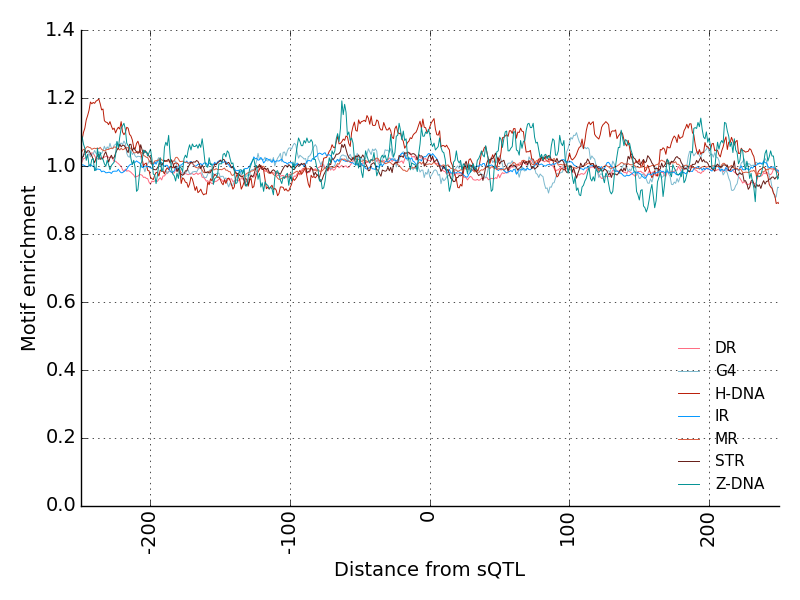 1.4
1.2
1.0
0.8
0.6
0.4
0.2
0.0
Motif enrichment
-200
-100
0
100
200
Distance from sQTL
DR
G4
H-DNA
IR
MR
STR
Z-DNA